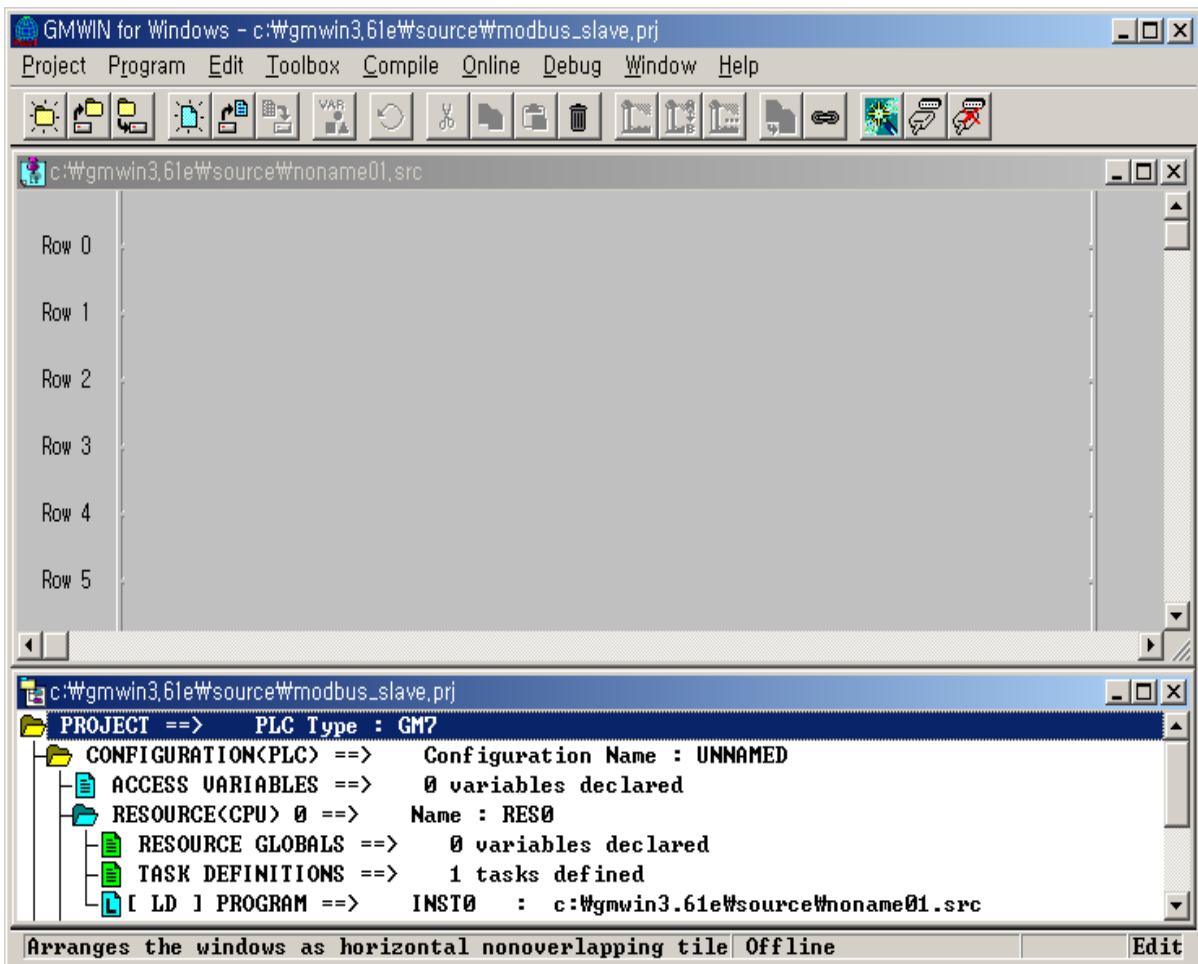 GMWIN for Windows - c:₩gmwin3,61e₩source₩modbus_slave,prj
Project Program Edit Toolbox Compile Online Debug Window Help
VAR
c:₩gmwin3,61e₩source₩noname01,src
Row 0
Row 1
Row 2
Row 3
Row 4
Row 5
c:₩gmwin3,61e₩source₩modbus_slave,prj
PROJECT ==> PLC Type : GM7
CONFIGURATION(PLC) ==> Configuration Name : UNNAMED
ACCESS VARIABLES ==> 0 variables declared
RESOURCE(CPU) 0 ==> Name : RES0
RESOURCE GLOBALS ==> 0 variables declared
TASK DEFINITIONS ==> 1 tasks defined
L [ LD ] PROGRAM ==> INST0 : c:₩gmwin3.61e₩source₩noname01.src
Arranges the windows as horizontal nonoverlapping tile Offline Edit